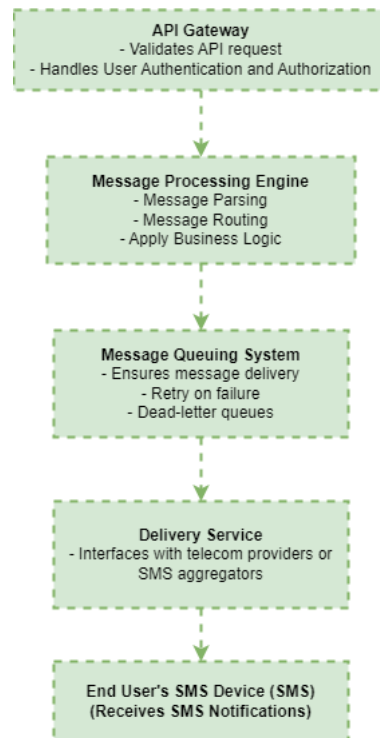 API Gateway
- Validates API request
- Handles User Authentication and Authorization
Message Processing Engine
- Message Parsing
- Message Routing
- Apply Business Logic
Message Queuing System
- Ensures message delivery
- Retry on failure
- Dead-letter queues
Delivery Service
- Interfaces with telecom providers or
SMS aggregators
End User's SMS Device (SMS)
(Receives SMS Notifications)